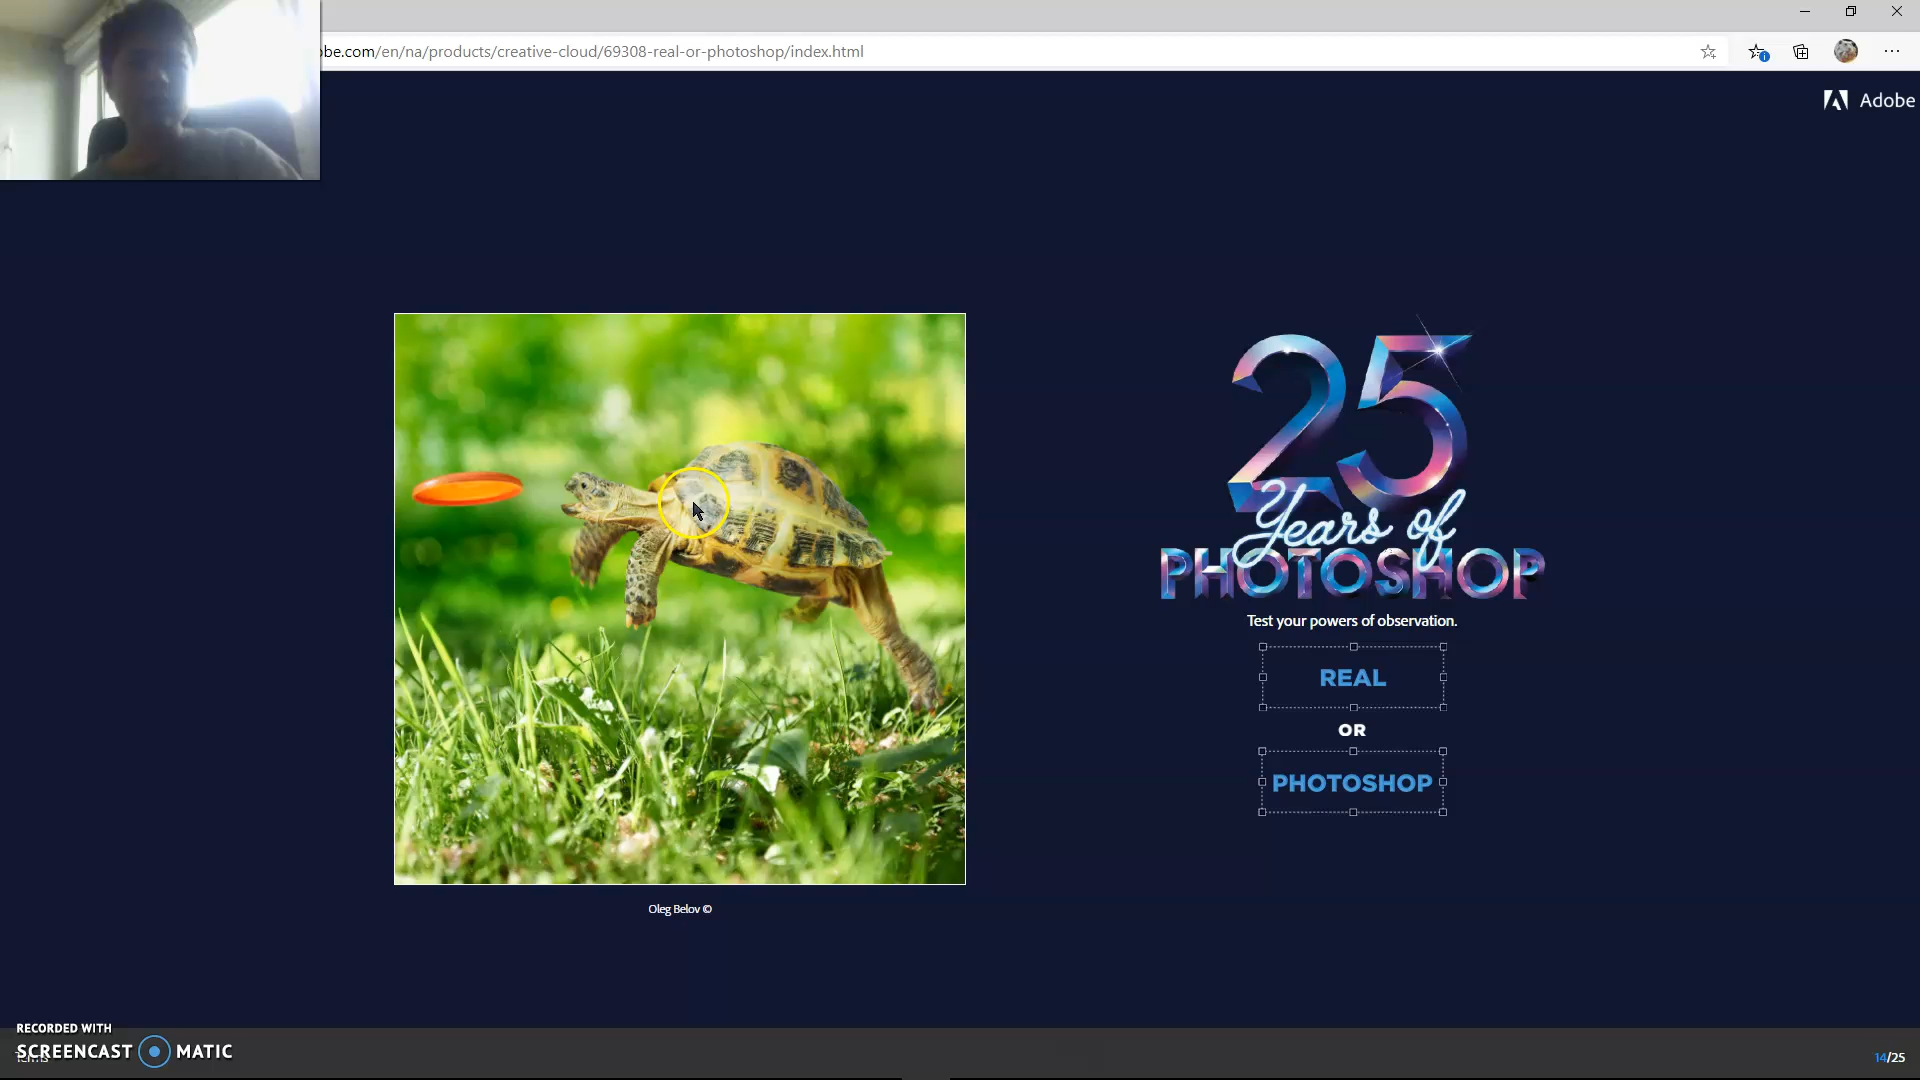 be.com/en/na/products/creative-cloud/69308-real-or-photoshop/index.html
Adobe
25
Years of
PHOTOSHOP
Test your powers of observation.
REAL
OR
PHOTOSHOP
Oleg Belov ©
RECORDED WITH
SCREENCAST MATIC
Terms
14/25